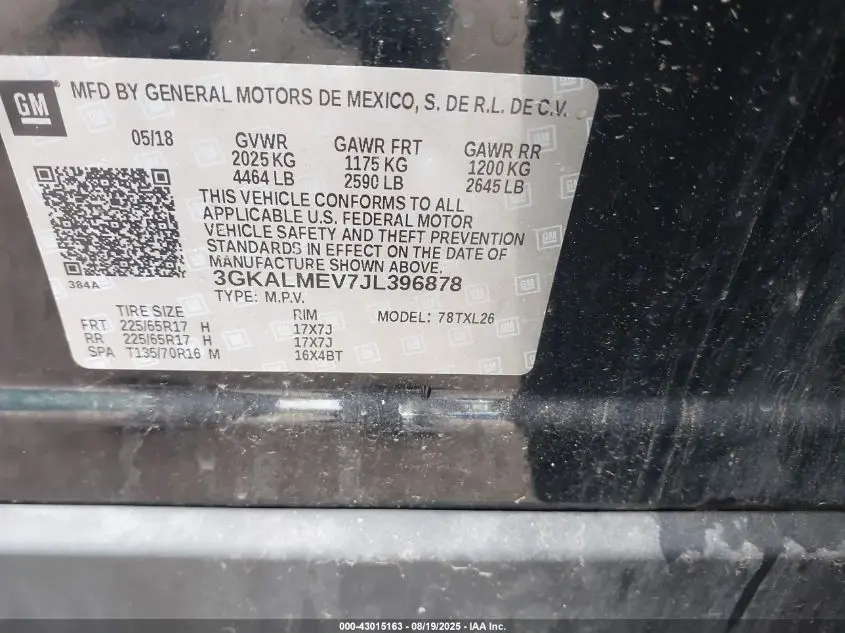 GM
MFD BY GENERAL MOTORS DE MEXICO, S. DE R.L. DE C.V.
05/18
GVWR
2025 KG
4464 LB
GAWR FRT
1175 KG
2590 LB
GAWR RR
1200 KG
2645 LB
THIS VEHICLE CONFORMS TO ALL
APPLICABLE U.S. FEDERAL MOTOR
VEHICLE SAFETY AND THEFT PREVENTION
STANDARDS IN EFFECT ON THE DATE OF
MANUFACTURE SHOWN ABOVE.
384A
3GKALMEV7JL396878
TYPE: M.P.V.
MODEL: 78TXL26
TIRE SIZE RIM
FRT 225/65R17 H 17X7J
RR 225/65R17 H 17X7J
SPA T135/70R16 M 16X4BT
000-43015163 - 08/19/2025 - IAA Inc.